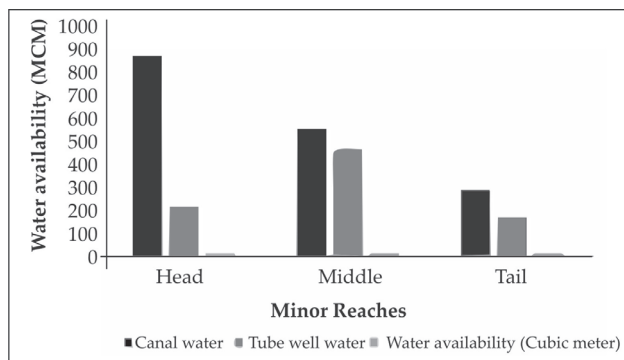 Water availability (MCM)
1000
900
800
700
600
500
400
300
200
100
0
Head Middle Tail
Minor Reaches
Canal water Tube well water Water availability (Cubic meter)